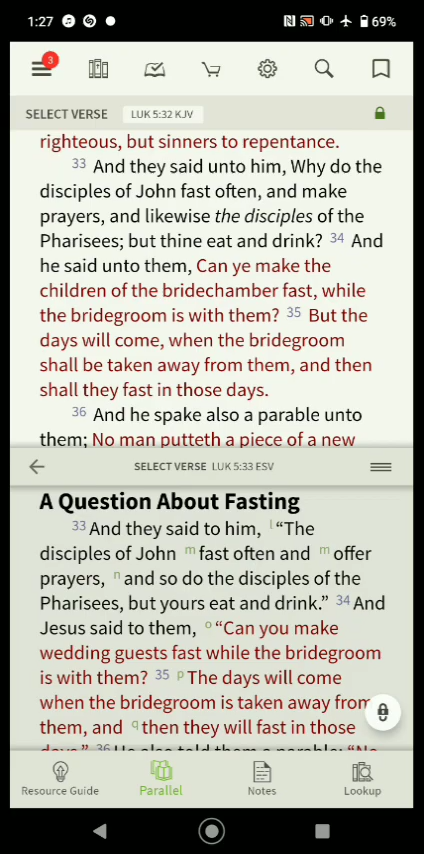 1:27
69%
3
SELECT VERSE LUK 5:32 KJV
righteous, but sinners to repentance.
33 And they said unto him, Why do the
disciples of John fast often, and make
prayers, and likewise the disciples of the
Pharisees; but thine eat and drink? 34 And
he said unto them, Can ye make the
children of the bridechamber fast, while
the bridegroom is with them? 35 But the
days will come, when the bridegroom
shall be taken away from them, and then
shall they fast in those days.
36 And he spake also a parable unto
them; No man putteth a piece of a new
SELECT VERSE LUK 5:33 ESV
A Question About Fasting
33 And they said to him, l “The
disciples of John m fast often and m offer
prayers, n and so do the disciples of the
Pharisees, but yours eat and drink.” 34 And
Jesus said to them, o “Can you make
wedding guests fast while the bridegroom
is with them? 35 p The days will come
when the bridegroom is taken away from
them, and q then they will fast in those
days.” 36 He also told them a parable: “No
Resource Guide Parallel Notes Lookup